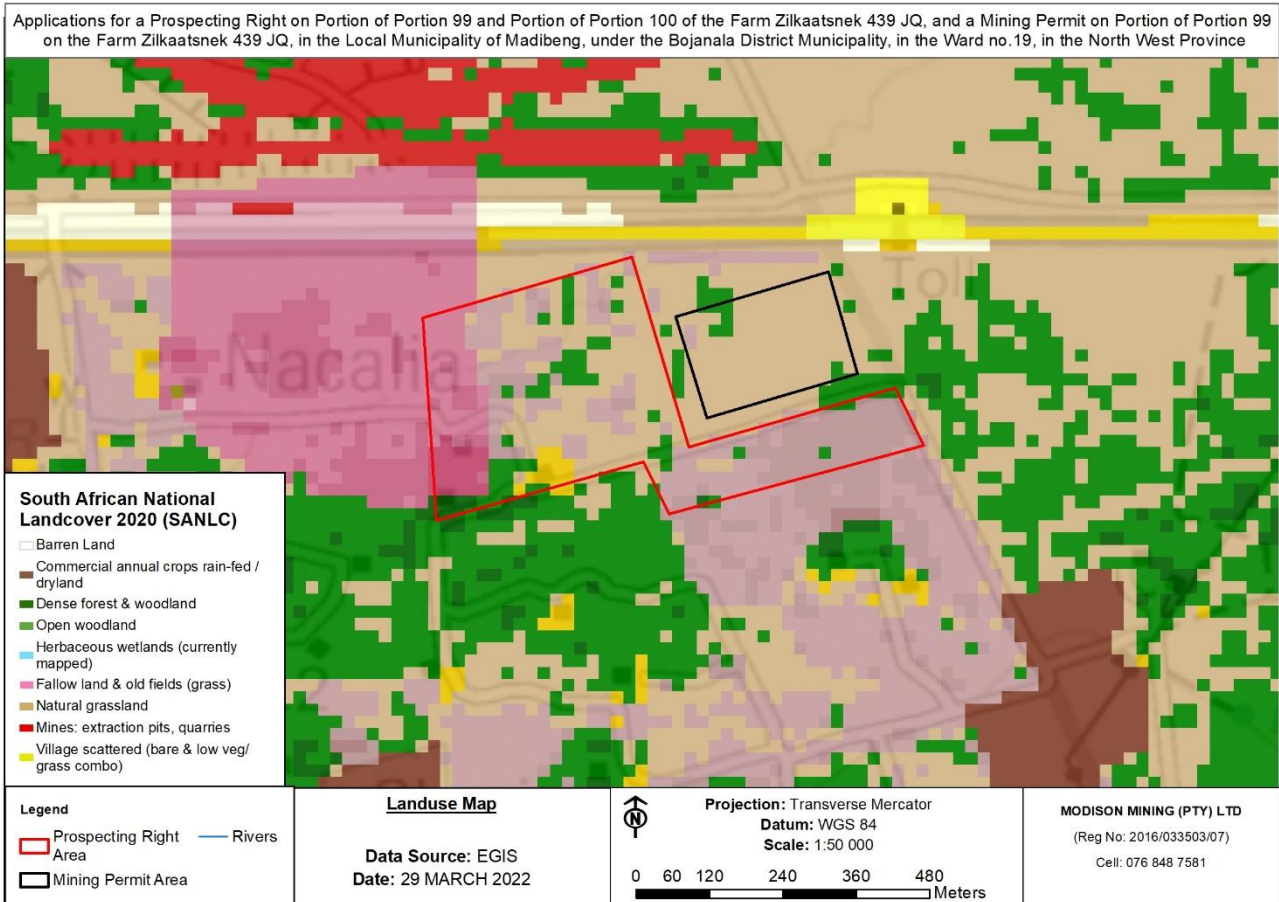 Applications for a Prospecting Right on Portion of Portion 99 and Portion of Portion 100 of the Farm Zilkaatsnek 439 JQ, and a Mining Permit on Portion of Portion 99
on the Farm Zilkaatsnek 439 JQ, in the Local Municipality of Madibeng, under the Bojanala District Municipality, in the Ward no.19, in the North West Province
Toll
Nacalia
South African National
Landcover 2020 (SANLC)
Barren Land
Commercial annual crops rain-fed /
dryland
Dense forest & woodland
Open woodland
Herbaceous wetlands (currently
mapped)
Fallow land & old fields (grass)
Natural grassland
Mines: extraction pits, quarries
Village scattered (bare & low veg/
grass combo)
Legend
Prospecting Right
Area
Rivers
Mining Permit Area
Landuse Map
Data Source: EGIS
Date: 29 MARCH 2022
N
Projection: Transverse Mercator
Datum: WGS 84
Scale: 1:50 000
0 60 120 240 360 480
Meters
MODISON MINING (PTY) LTD
(Reg No: 2016/033503/07)
Cell: 076 848 7581